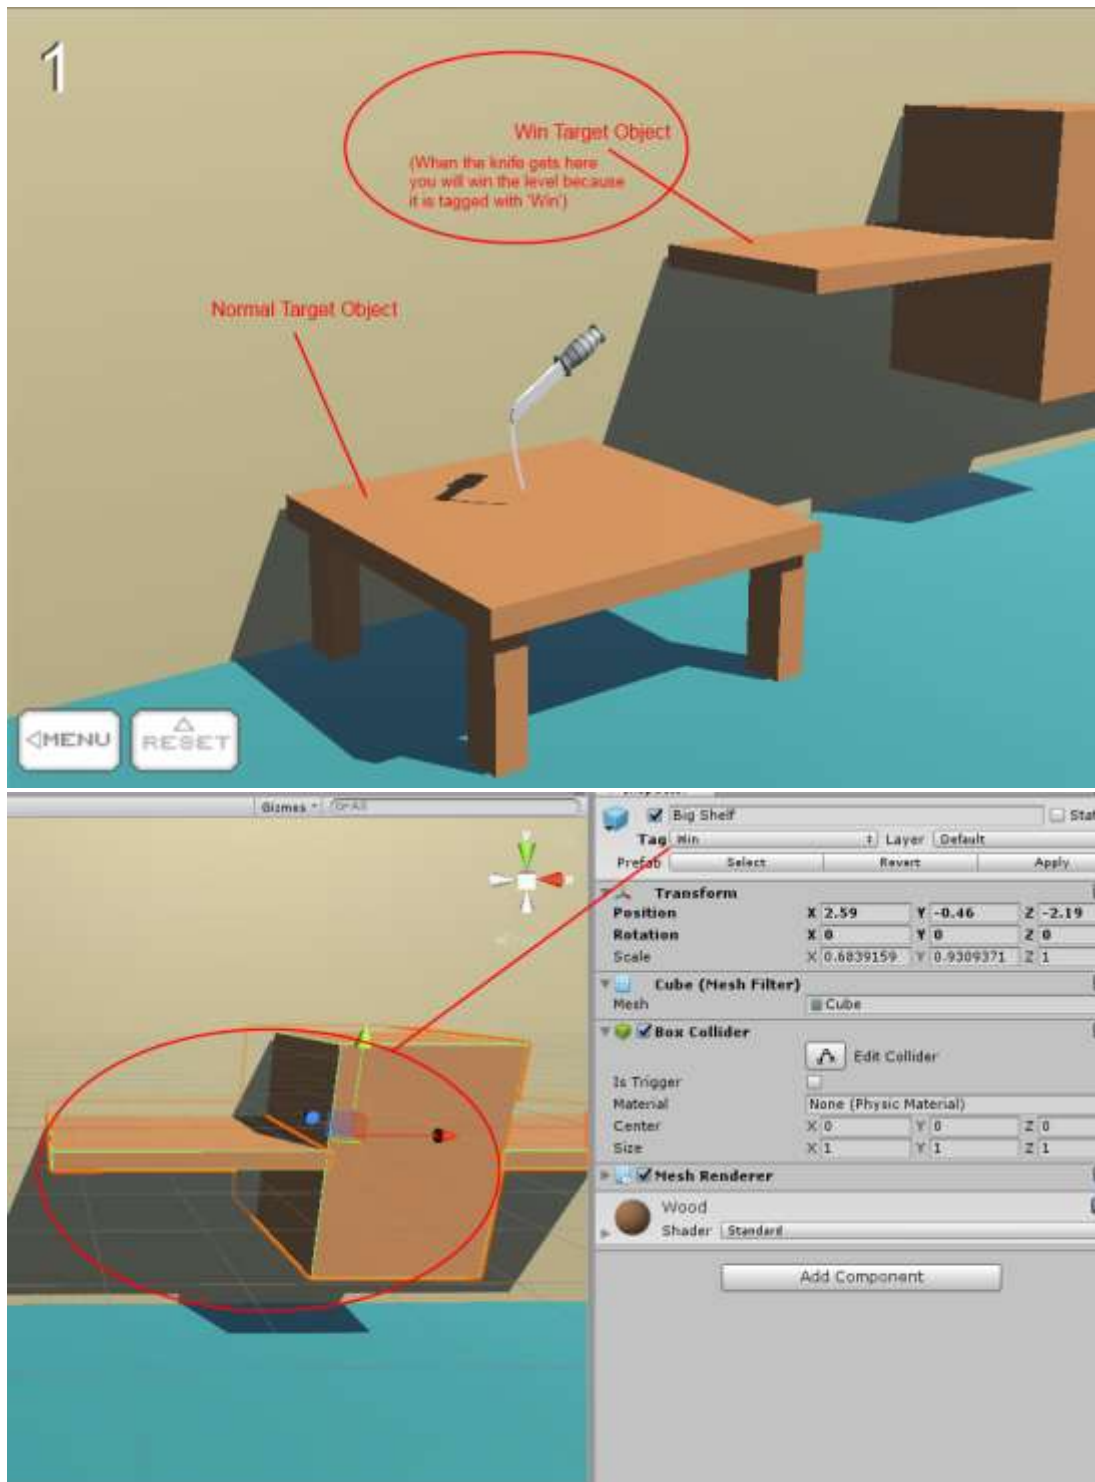 1
Win Target Object
(When the knife gets here
you will win the level because
it is tagged with 'Win')
Normal Target Object
MENU
RESET
Gizmos
Big Shelf
Tag Win Layer Default
Prefab Select Revert Apply
Transform
Position X 2.59 Y -0.46 Z -2.19
Rotation X 0 Y 0 Z 0
Scale X 0.6839159 Y 0.9309371 Z 1
Cube (Mesh Filter)
Mesh Cube
Box Collider
Edit Collider
Is Trigger
Material None (Physic Material)
Center X 0 Y 0 Z 0
Size X 1 Y 1 Z 1
Mesh Renderer
Wood
Shader Standard
Add Component